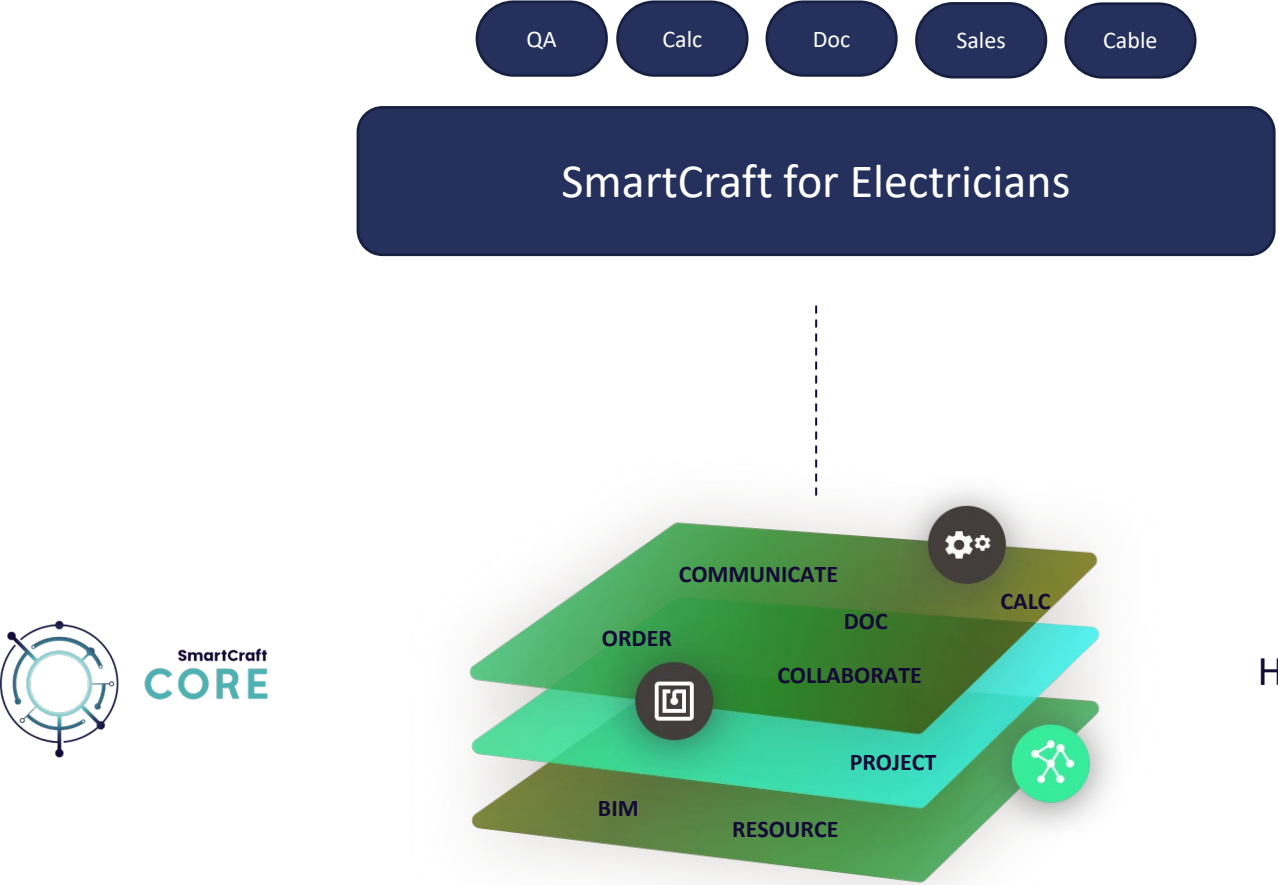 QA Calc Doc Sales Cable
SmartCraft for Electricians
COMMUNICATE
CALC
DOC
ORDER
SmartCraft
CORE
COLLABORATE
H
PROJECT
BIM
RESOURCE